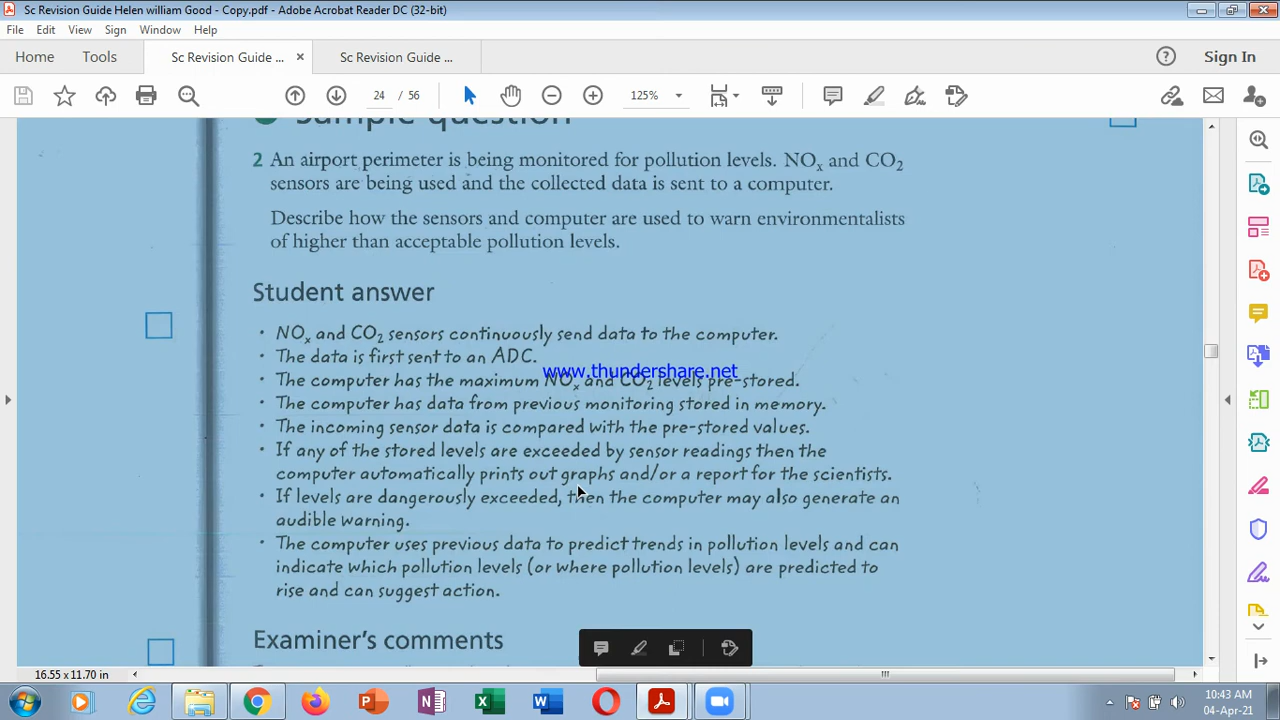 Sc Revision Guide Helen william Good - Copy.pdf - Adobe Acrobat Reader DC (32-bit)
File Edit View Sign Window Help
Home Tools Sc Revision Guide ... × Sc Revision Guide ... Sign In
24 / 56 125%
Sample question
2 An airport perimeter is being monitored for pollution levels. NOx and CO2
sensors are being used and the collected data is sent to a computer.
Describe how the sensors and computer are used to warn environmentalists
of higher than acceptable pollution levels.
Student answer
• NOx and CO2 sensors continuously send data to the computer.
• The data is first sent to an ADC.
www.thundershare.net
• The computer has the maximum NOx and CO2 levels pre-stored.
• The computer has data from previous monitoring stored in memory.
• The incoming sensor data is compared with the pre-stored values.
• If any of the stored levels are exceeded by sensor readings then the
computer automatically prints out graphs and/or a report for the scientists.
• If levels are dangerously exceeded, then the computer may also generate an
audible warning.
• The computer uses previous data to predict trends in pollution levels and can
indicate which pollution levels (or where pollution levels) are predicted to
rise and can suggest action.
Examiner's comments
16.55 x 11.70 in
10:43 AM
04-Apr-21